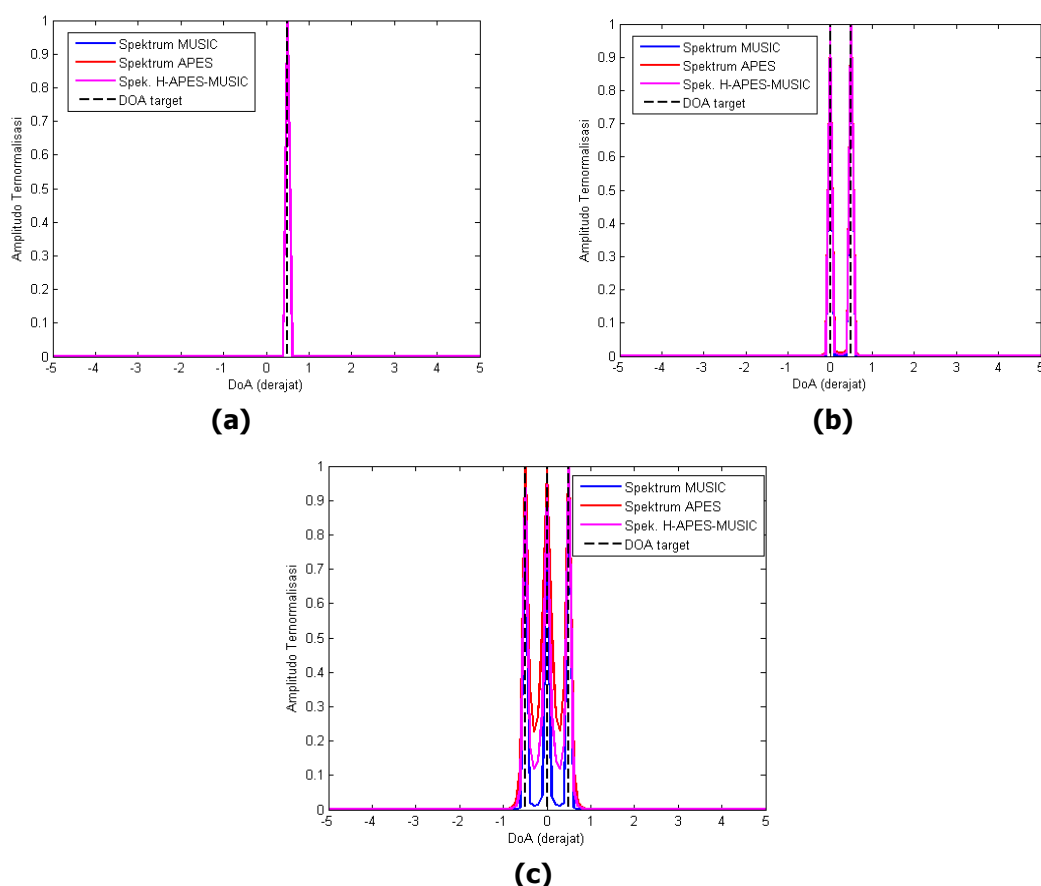 1
0.9
0.8
0.7
0.6
0.5
0.4
0.3
0.2
0.1
0
Amplitudo Ternormalisasi
Spektrum MUSIC
Spektrum APES
Spek. H-APES-MUSIC
DOA target
-5 -4 -3 -2 -1 0 1 2 3 4 5
DoA (derajat)
(a)
1
0.9
0.8
0.7
0.6
0.5
0.4
0.3
0.2
0.1
0
Amplitudo Ternormalisasi
Spektrum MUSIC
Spektrum APES
Spek. H-APES-MUSIC
DOA target
-5 -4 -3 -2 -1 0 1 2 3 4 5
DoA (derajat)
(b)
1
0.9
0.8
0.7
0.6
0.5
0.4
0.3
0.2
0.1
0
Amplitudo Ternormalisasi
Spektrum MUSIC
Spektrum APES
Spek. H-APES-MUSIC
DOA target
-5 -4 -3 -2 -1 0 1 2 3 4 5
DoA (derajat)
(c)